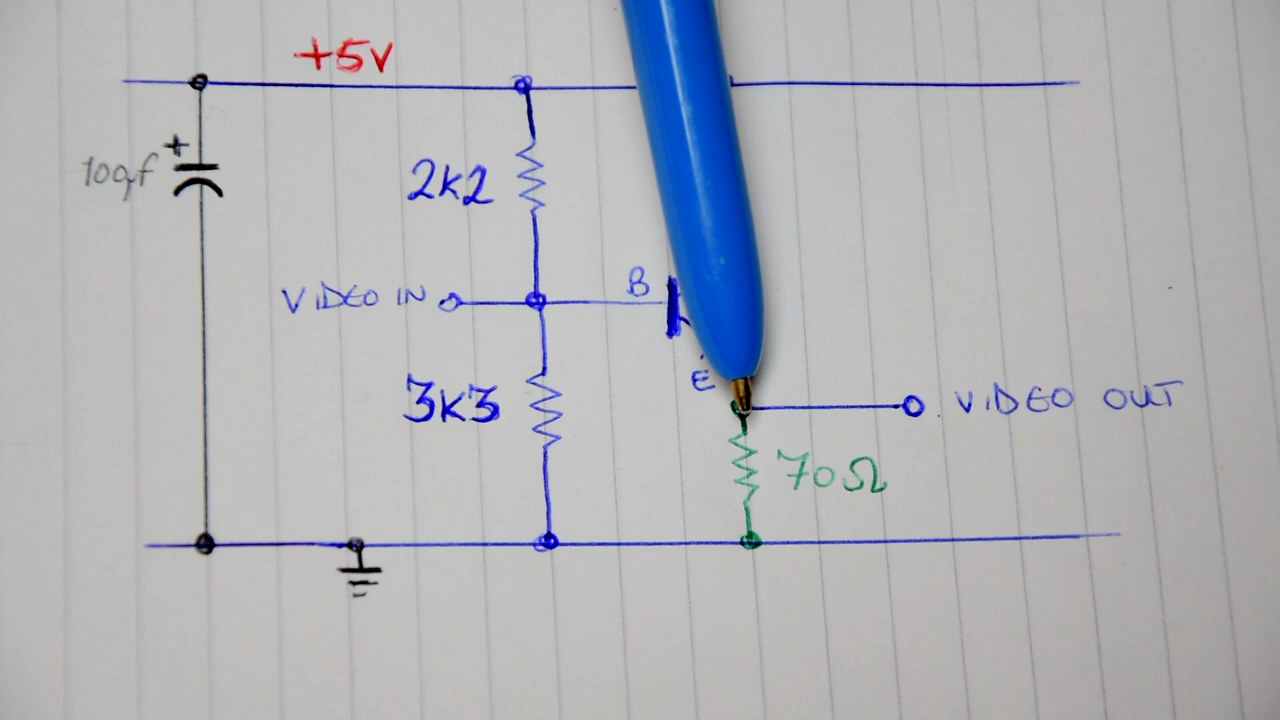 +5V
+
100µf
2K2
VIDEO IN
B
E
3K3
VIDEO OUT
70Ω